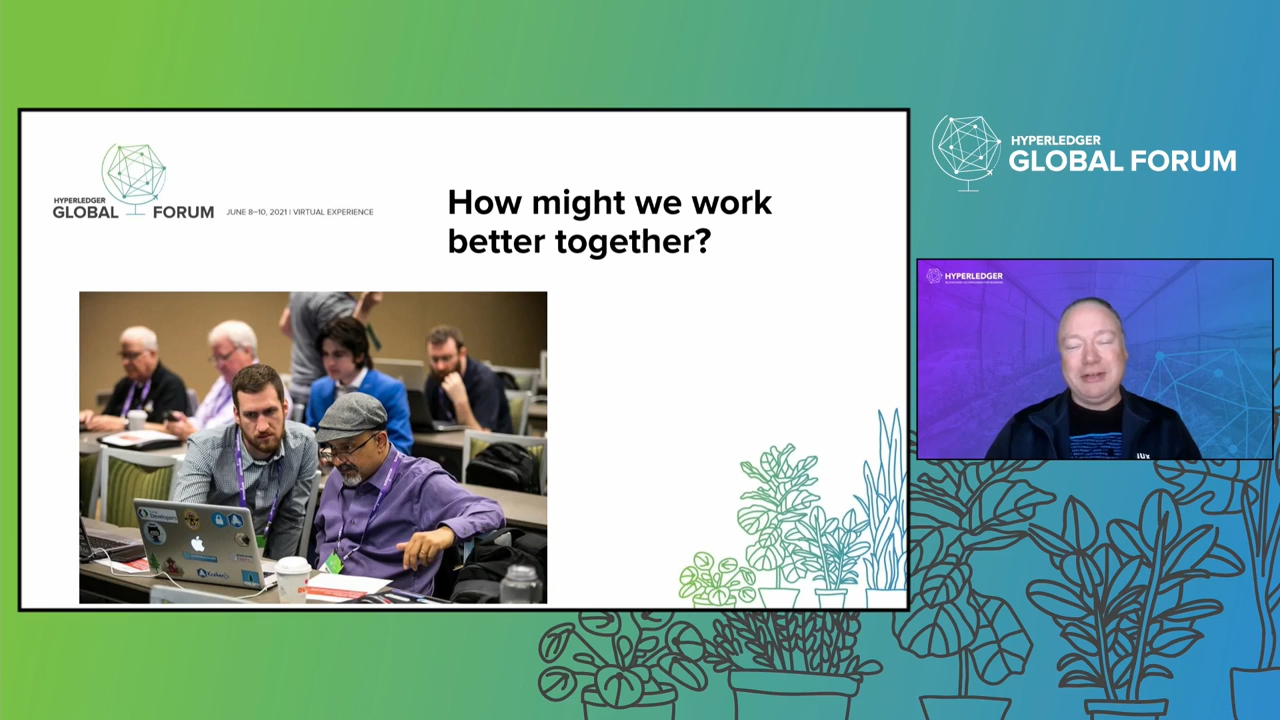 HYPERLEDGER
GLOBAL FORUM
JUNE 8–10, 2021 | VIRTUAL EXPERIENCE
How might we work
better together?
HYPERLEDGER
GLOBAL FORUM
HYPERLEDGER